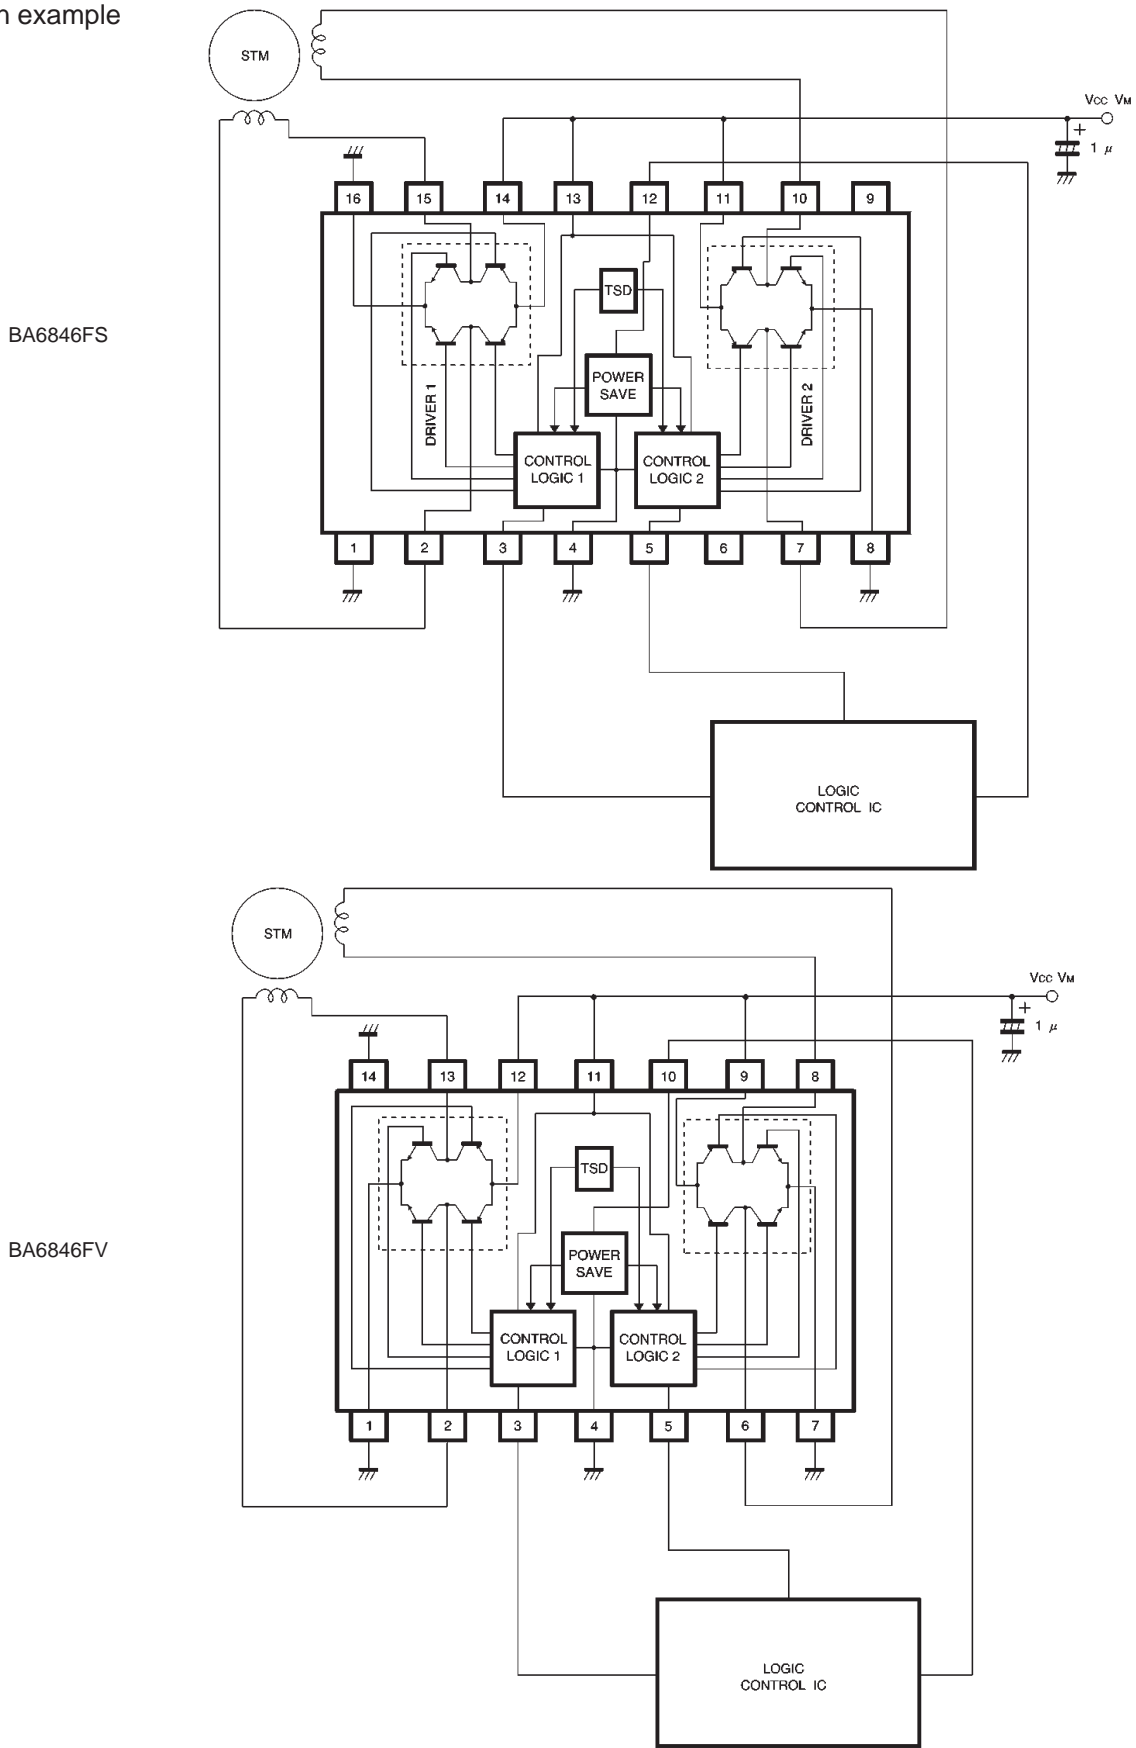 n example
STM
Vcc VM
+
1 μ
16 15 14 13 12 11 10 9
TSD
BA6846FS
POWER
SAVE
DRIVER 1
DRIVER 2
CONTROL
LOGIC 1
CONTROL
LOGIC 2
1 2 3 4 5 6 7 8
LOGIC
CONTROL IC
STM
Vcc VM
+
1 μ
14 13 12 11 10 9 8
TSD
BA6846FV
POWER
SAVE
CONTROL
LOGIC 1
CONTROL
LOGIC 2
1 2 3 4 5 6 7
LOGIC
CONTROL IC